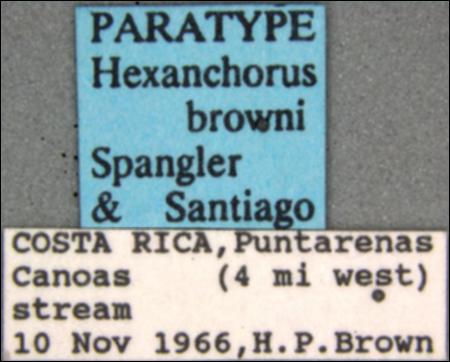 PARATYPE
Hexanchorus
browni
Spangler
& Santiago
COSTA RICA,Puntarenas
Canoas (4 mi west)
stream
10 Nov 1966,H.P.Brown